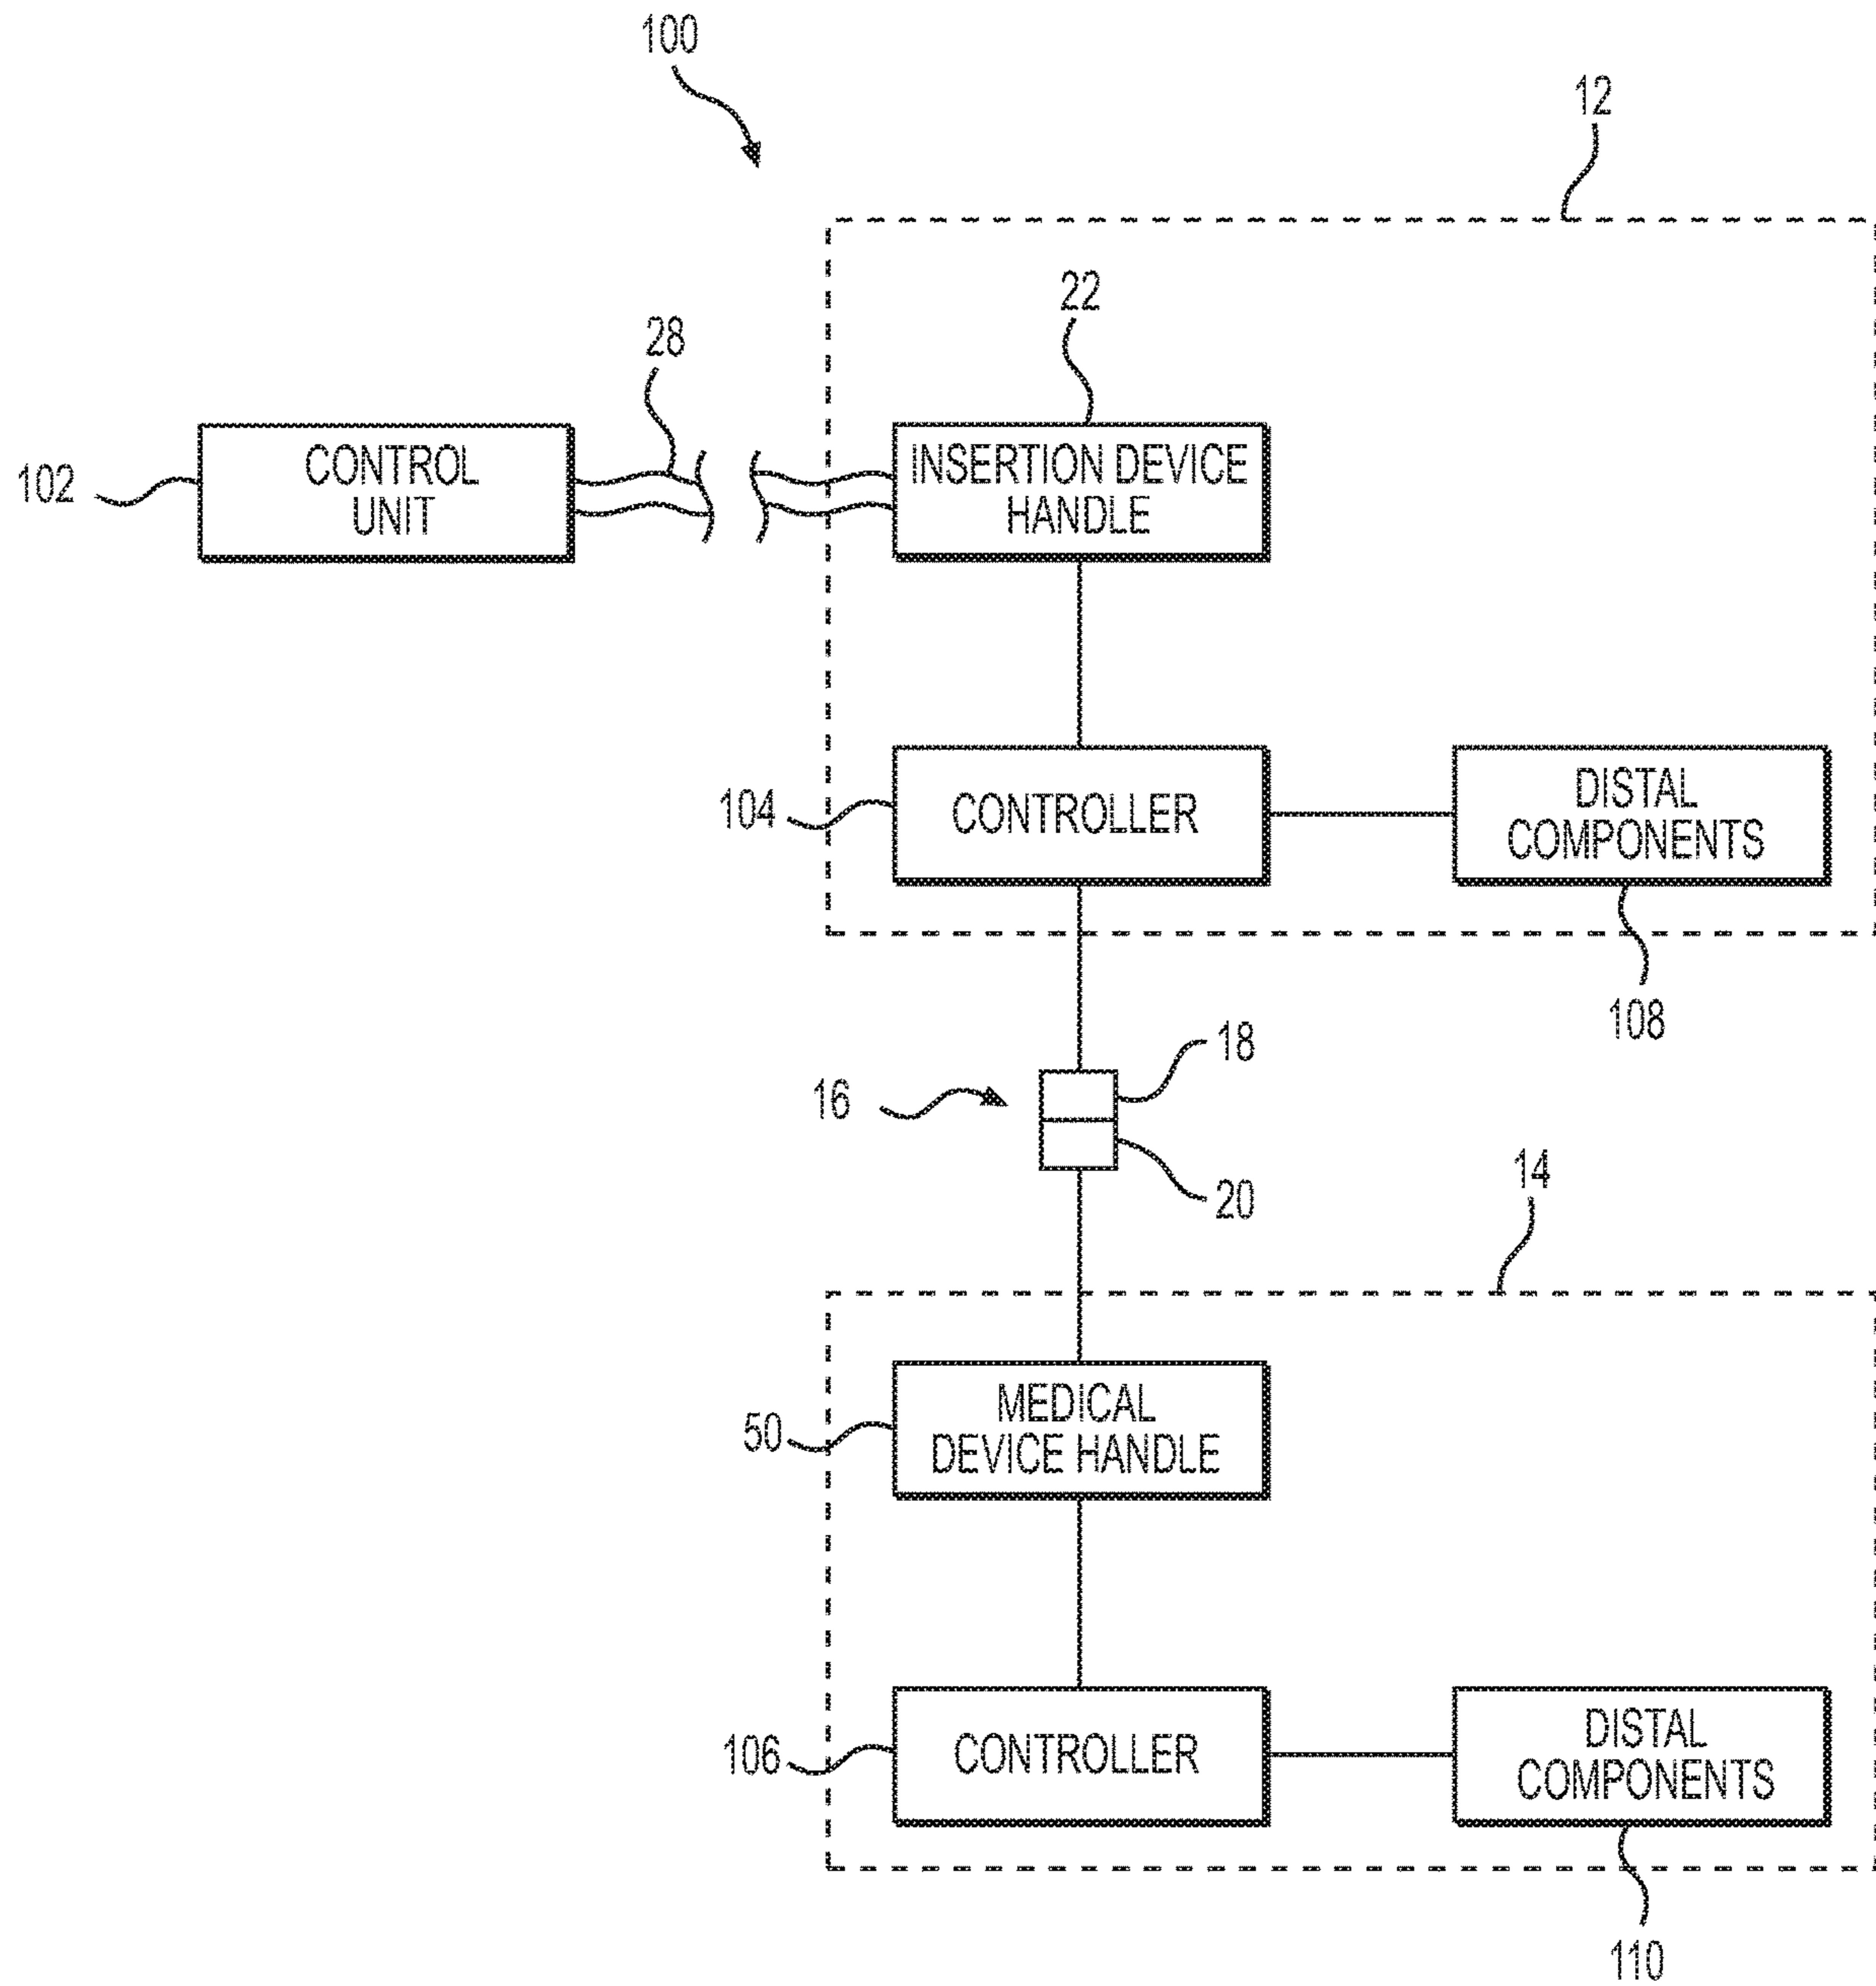 100
12
22
28
102
CONTROL
UNIT
INSERTION DEVICE
HANDLE
104
CONTROLLER
DISTAL
COMPONENTS
108
18
16
20
14
50
MEDICAL
DEVICE HANDLE
106
CONTROLLER
DISTAL
COMPONENTS
110